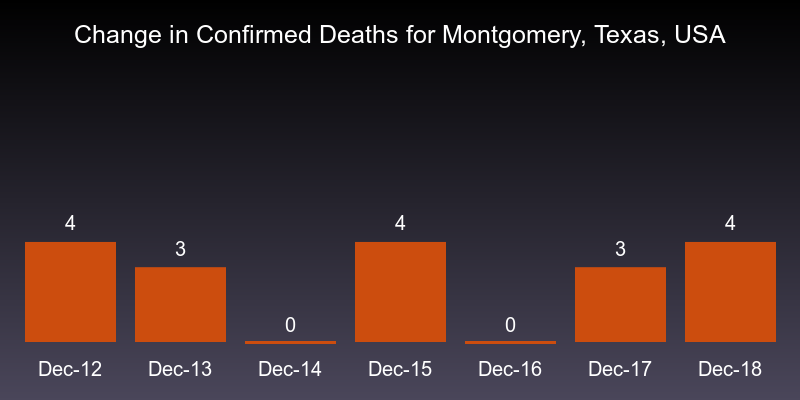 Change in Confirmed Deaths for Montgomery, Texas, USA
4 3 0 4 0 3 4
Dec-12 Dec-13 Dec-14 Dec-15 Dec-16 Dec-17 Dec-18